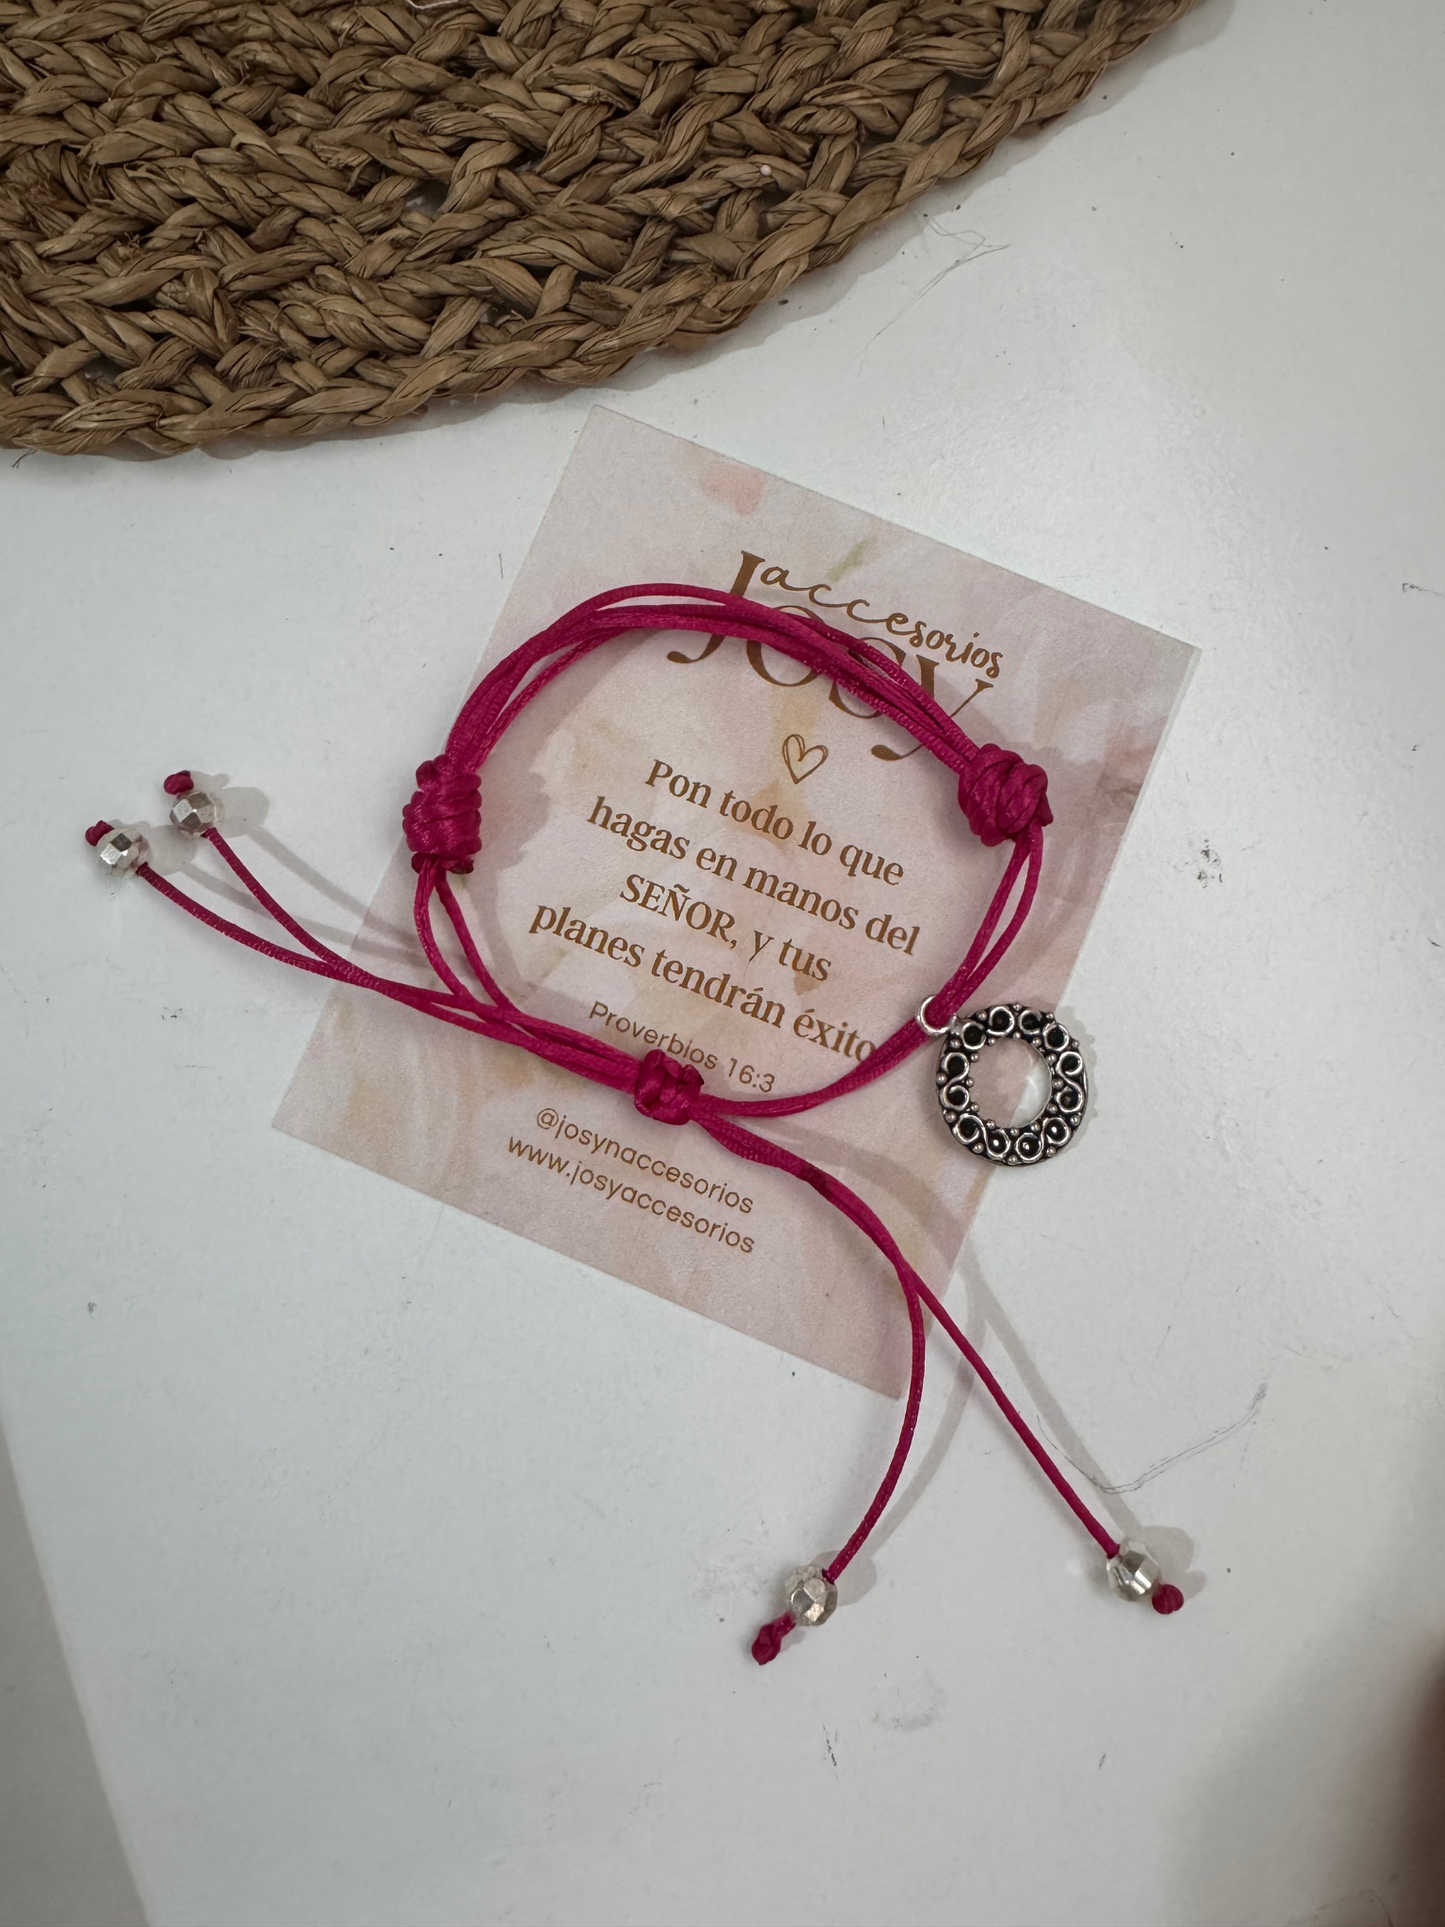 accesorios
Josy
Pon todo lo que
hagas en manos del
SEÑOR, y tus
planes tendrán éxito
Proverbios 16:3
@josynaccesorios
www.josyaccesorios